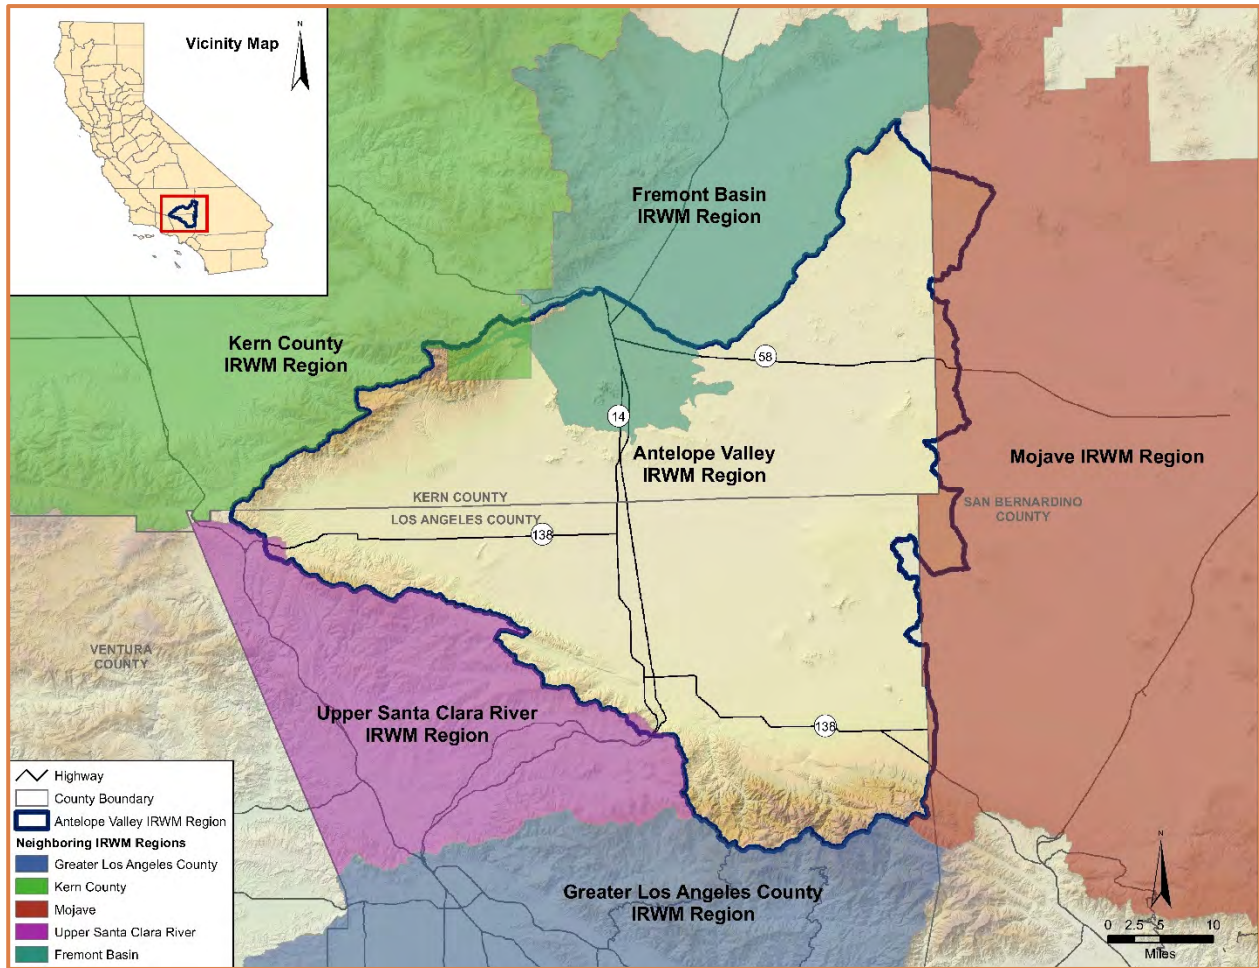 Vicinity Map
N
Fremont Basin
IRWM Region
Kern County
IRWM Region
58
14
Antelope Valley
IRWM Region
Mojave IRWM Region
KERN COUNTY
LOS ANGELES COUNTY
SAN BERNARDINO
COUNTY
138
VENTURA
COUNTY
Upper Santa Clara River
IRWM Region
138
Greater Los Angeles County
IRWM Region
Highway
County Boundary
Antelope Valley IRWM Region
Neighboring IRWM Regions
Greater Los Angeles County
Kern County
Mojave
Upper Santa Clara River
Fremont Basin
N
0 2.5 5 10
Miles